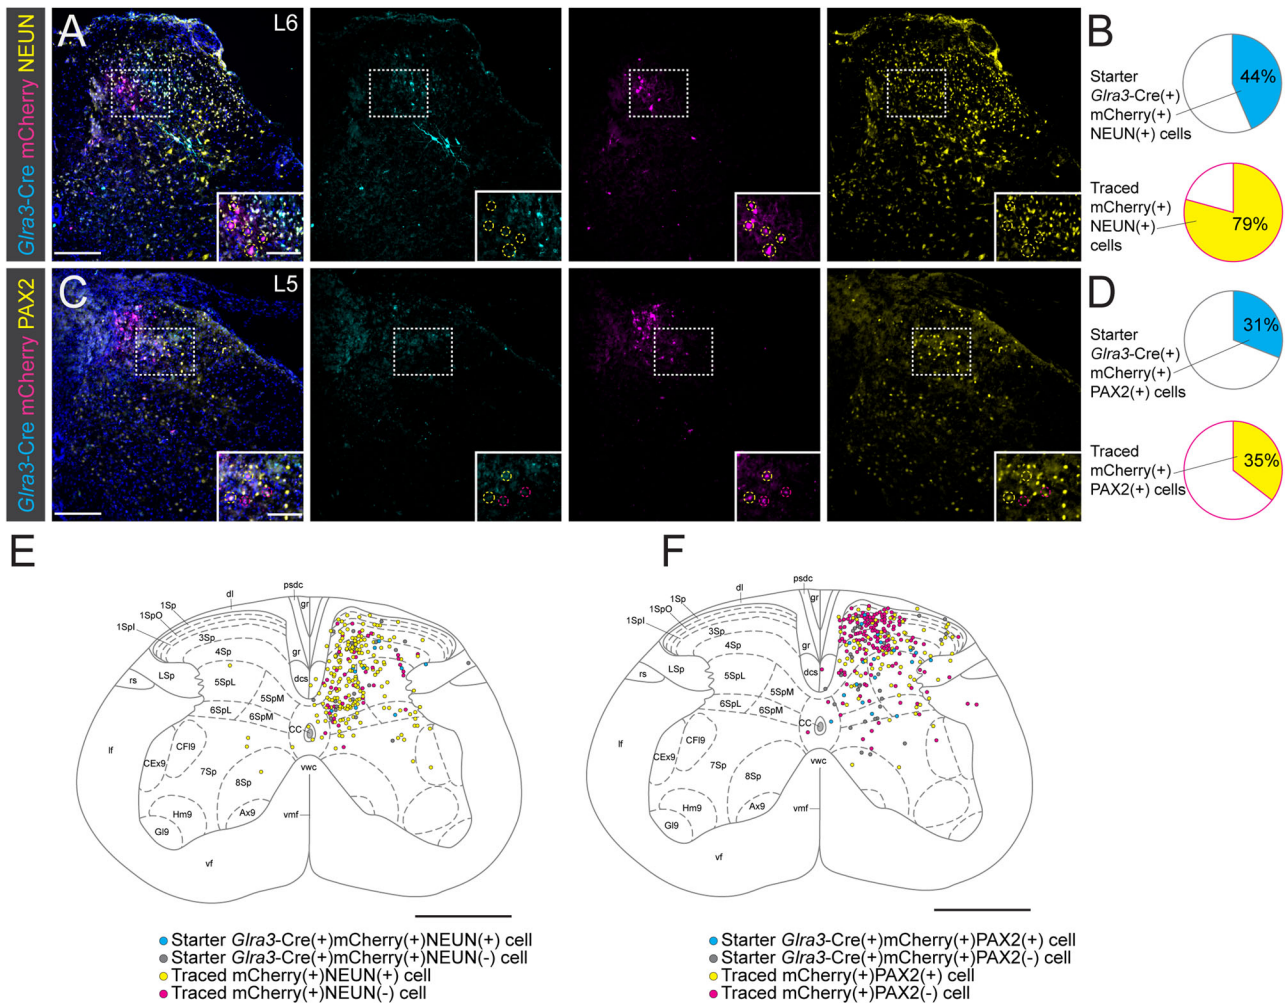 A
L6
Glra3-Cre mCherry NEUN
B
Starter
Glra3-Cre(+)
mCherry(+)
NEUN(+) cells
44%
Traced
mCherry(+)
NEUN(+)
cells
79%
C
L5
Glra3-Cre mCherry PAX2
D
Starter
Glra3-Cre(+)
mCherry(+)
PAX2(+) cells
31%
Traced
mCherry(+)
PAX2(+) cells
35%
E
psdc
dl
gr
1Sp
1SpO
1SpI
3Sp
4Sp
gr
dcs
rs
LSp
5SpL
5SpM
6SpL
6SpM
CC
lf
CFl9
CEx9
7Sp
8Sp
vwc
Hm9
Ax9
vmf
Gl9
vf
Starter Glra3-Cre(+)mCherry(+)NEUN(+) cell
Starter Glra3-Cre(+)mCherry(+)NEUN(-) cell
Traced mCherry(+)NEUN(+) cell
Traced mCherry(+)NEUN(-) cell
F
psdc
dl
gr
1Sp
1SpO
1SpI
3Sp
4Sp
gr
dcs
rs
LSp
5SpL
5SpM
6SpL
6SpM
CC
lf
CFl9
CEx9
7Sp
8Sp
vwc
Hm9
Ax9
vmf
Gl9
vf
Starter Glra3-Cre(+)mCherry(+)PAX2(+) cell
Starter Glra3-Cre(+)mCherry(+)PAX2(-) cell
Traced mCherry(+)PAX2(+) cell
Traced mCherry(+)PAX2(-) cell